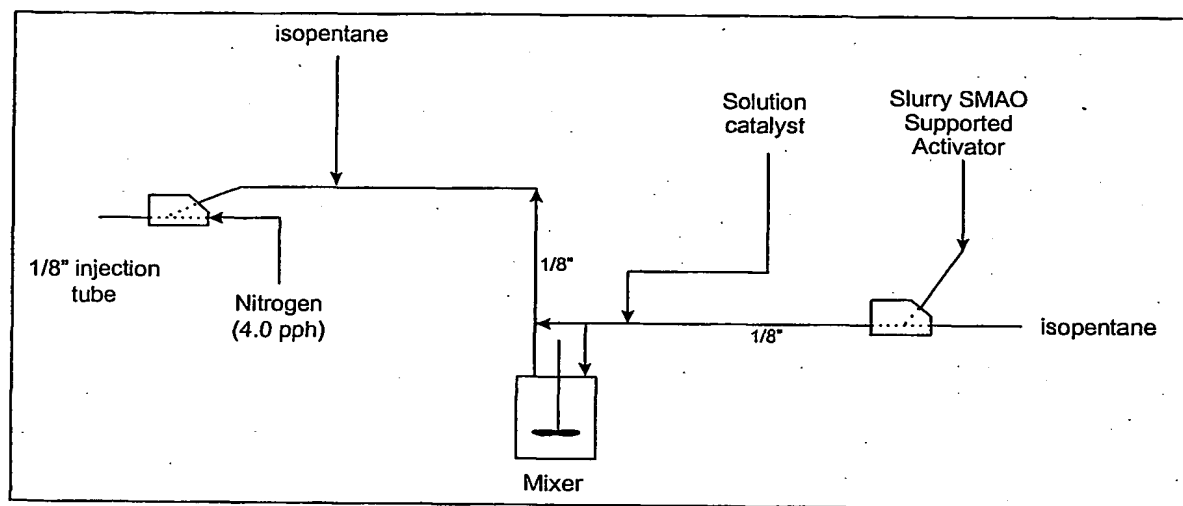 isopentane
Solution
catalyst
Slurry SMAO
Supported
Activator
1/8" injection
tube
Nitrogen
(4.0 pph)
1/8"
1/8"
isopentane
Mixer